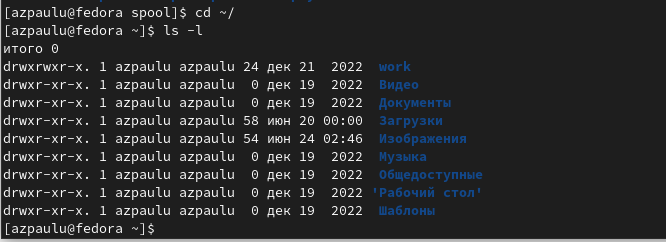 [azpaulu@fedora spool]$ cd ~/
[azpaulu@fedora ~]$ ls -l
итого 0
drwxrwxr-x. 1 azpaulu azpaulu 24 дек 21  2022  work
drwxr-xr-x. 1 azpaulu azpaulu  0 дек 19  2022  Видео
drwxr-xr-x. 1 azpaulu azpaulu  0 дек 19  2022  Документы
drwxr-xr-x. 1 azpaulu azpaulu 58 июн 20 00:00  Загрузки
drwxr-xr-x. 1 azpaulu azpaulu 54 июн 24 02:46  Изображения
drwxr-xr-x. 1 azpaulu azpaulu  0 дек 19  2022  Музыка
drwxr-xr-x. 1 azpaulu azpaulu  0 дек 19  2022  Общедоступные
drwxr-xr-x. 1 azpaulu azpaulu  0 дек 19  2022 'Рабочий стол'
drwxr-xr-x. 1 azpaulu azpaulu  0 дек 19  2022  Шаблоны
[azpaulu@fedora ~]$